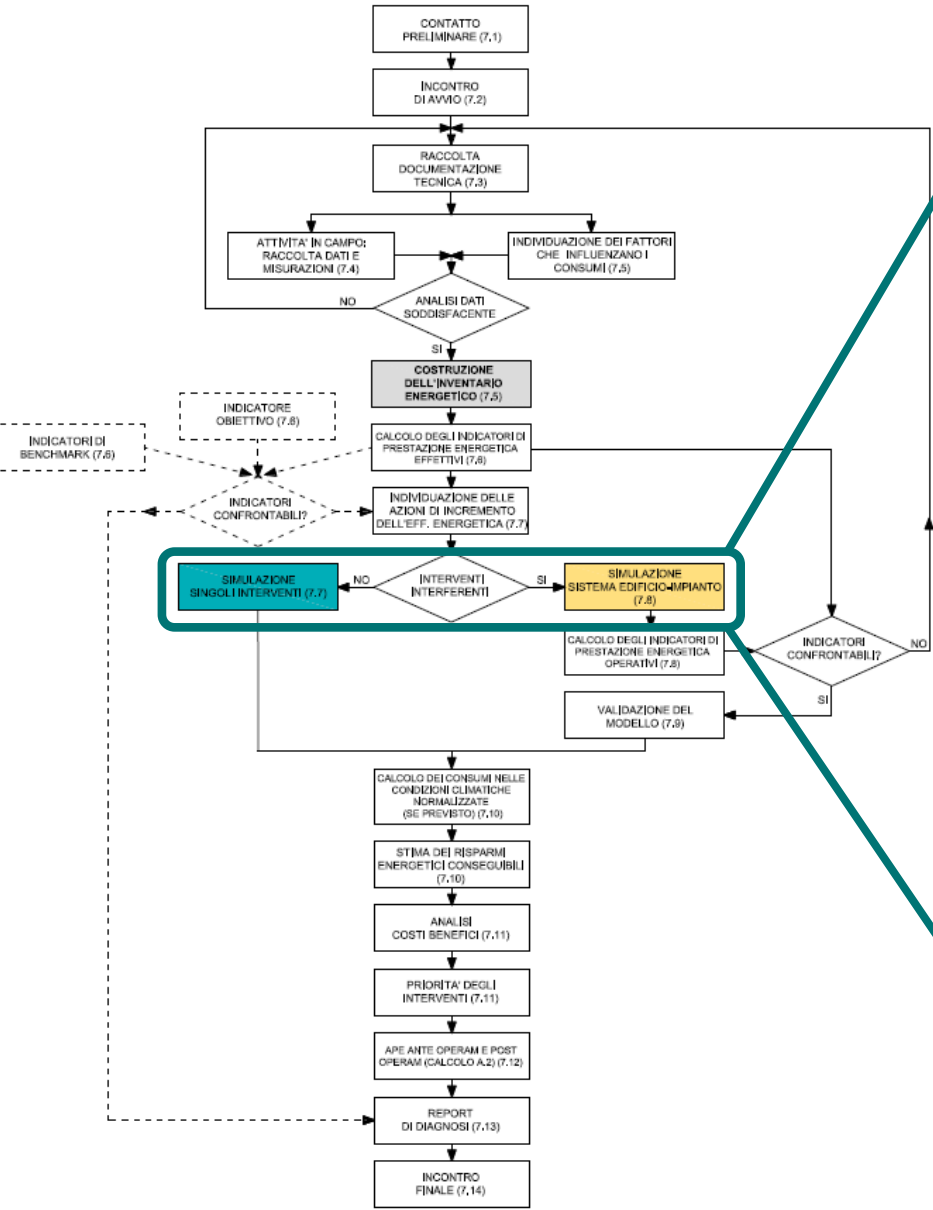 CONTATTO
PRELIMINARE (7.1)
INCONTRO
DI AVVIO (7.2)
RACCOLTA
DOCUMENTAZIONE
TECNICA (7.3)
ATTIVITA' IN CAMPO:
RACCOLTA DATI E
MISURAZIONI (7.4)
INDIVIDUAZIONE DEI FATTORI
CHE INFLUENZANO I
CONSUMI (7.5)
ANALISI DATI
SODDISFACENTE
NO
SI
COSTRUZIONE
DELL'INVENTARIO
ENERGETICO (7.5)
INDICATORE
OBIETTIVO (7.6)
INDICATORI DI
BENCHMARK (7.6)
CALCOLO DEGLI INDICATORI DI
PRESTAZIONE ENERGETICA
EFFETTIVI (7.6)
INDICATORI
CONFRONTABILI?
INDIVIDUAZIONE DELLE
AZIONI DI INCREMENTO
DELL'EFF. ENERGETICA (7.7)
SIMULAZIONE
SINGOLI INTERVENTI (7.7)
NO
INTERVENTI
INTERFERENTI
SI
SIMULAZIONE
SISTEMA EDIFICIO-IMPIANTO
(7.8)
CALCOLO DEGLI INDICATORI DI
PRESTAZIONE ENERGETICA
OPERATIVI (7.8)
INDICATORI
CONFRONTABILI?
NO
SI
VALIDAZIONE DEL
MODELLO (7.9)
CALCOLO DEI CONSUMI NELLE
CONDIZIONI CLIMATICHE
NORMALIZZATE
(SE PREVISTO) (7.10)
STIMA DEI RISPARMI
ENERGETICI CONSEGUIBILI
(7.10)
ANALISI
COSTI BENEFICI (7.11)
PRIORITA' DEGLI
INTERVENTI (7.11)
APE ANTE OPERAM E POST
OPERAM (CALCOLO A.2) (7.12)
REPORT
DI DIAGNOSI (7.13)
INCONTRO
FINALE (7.14)